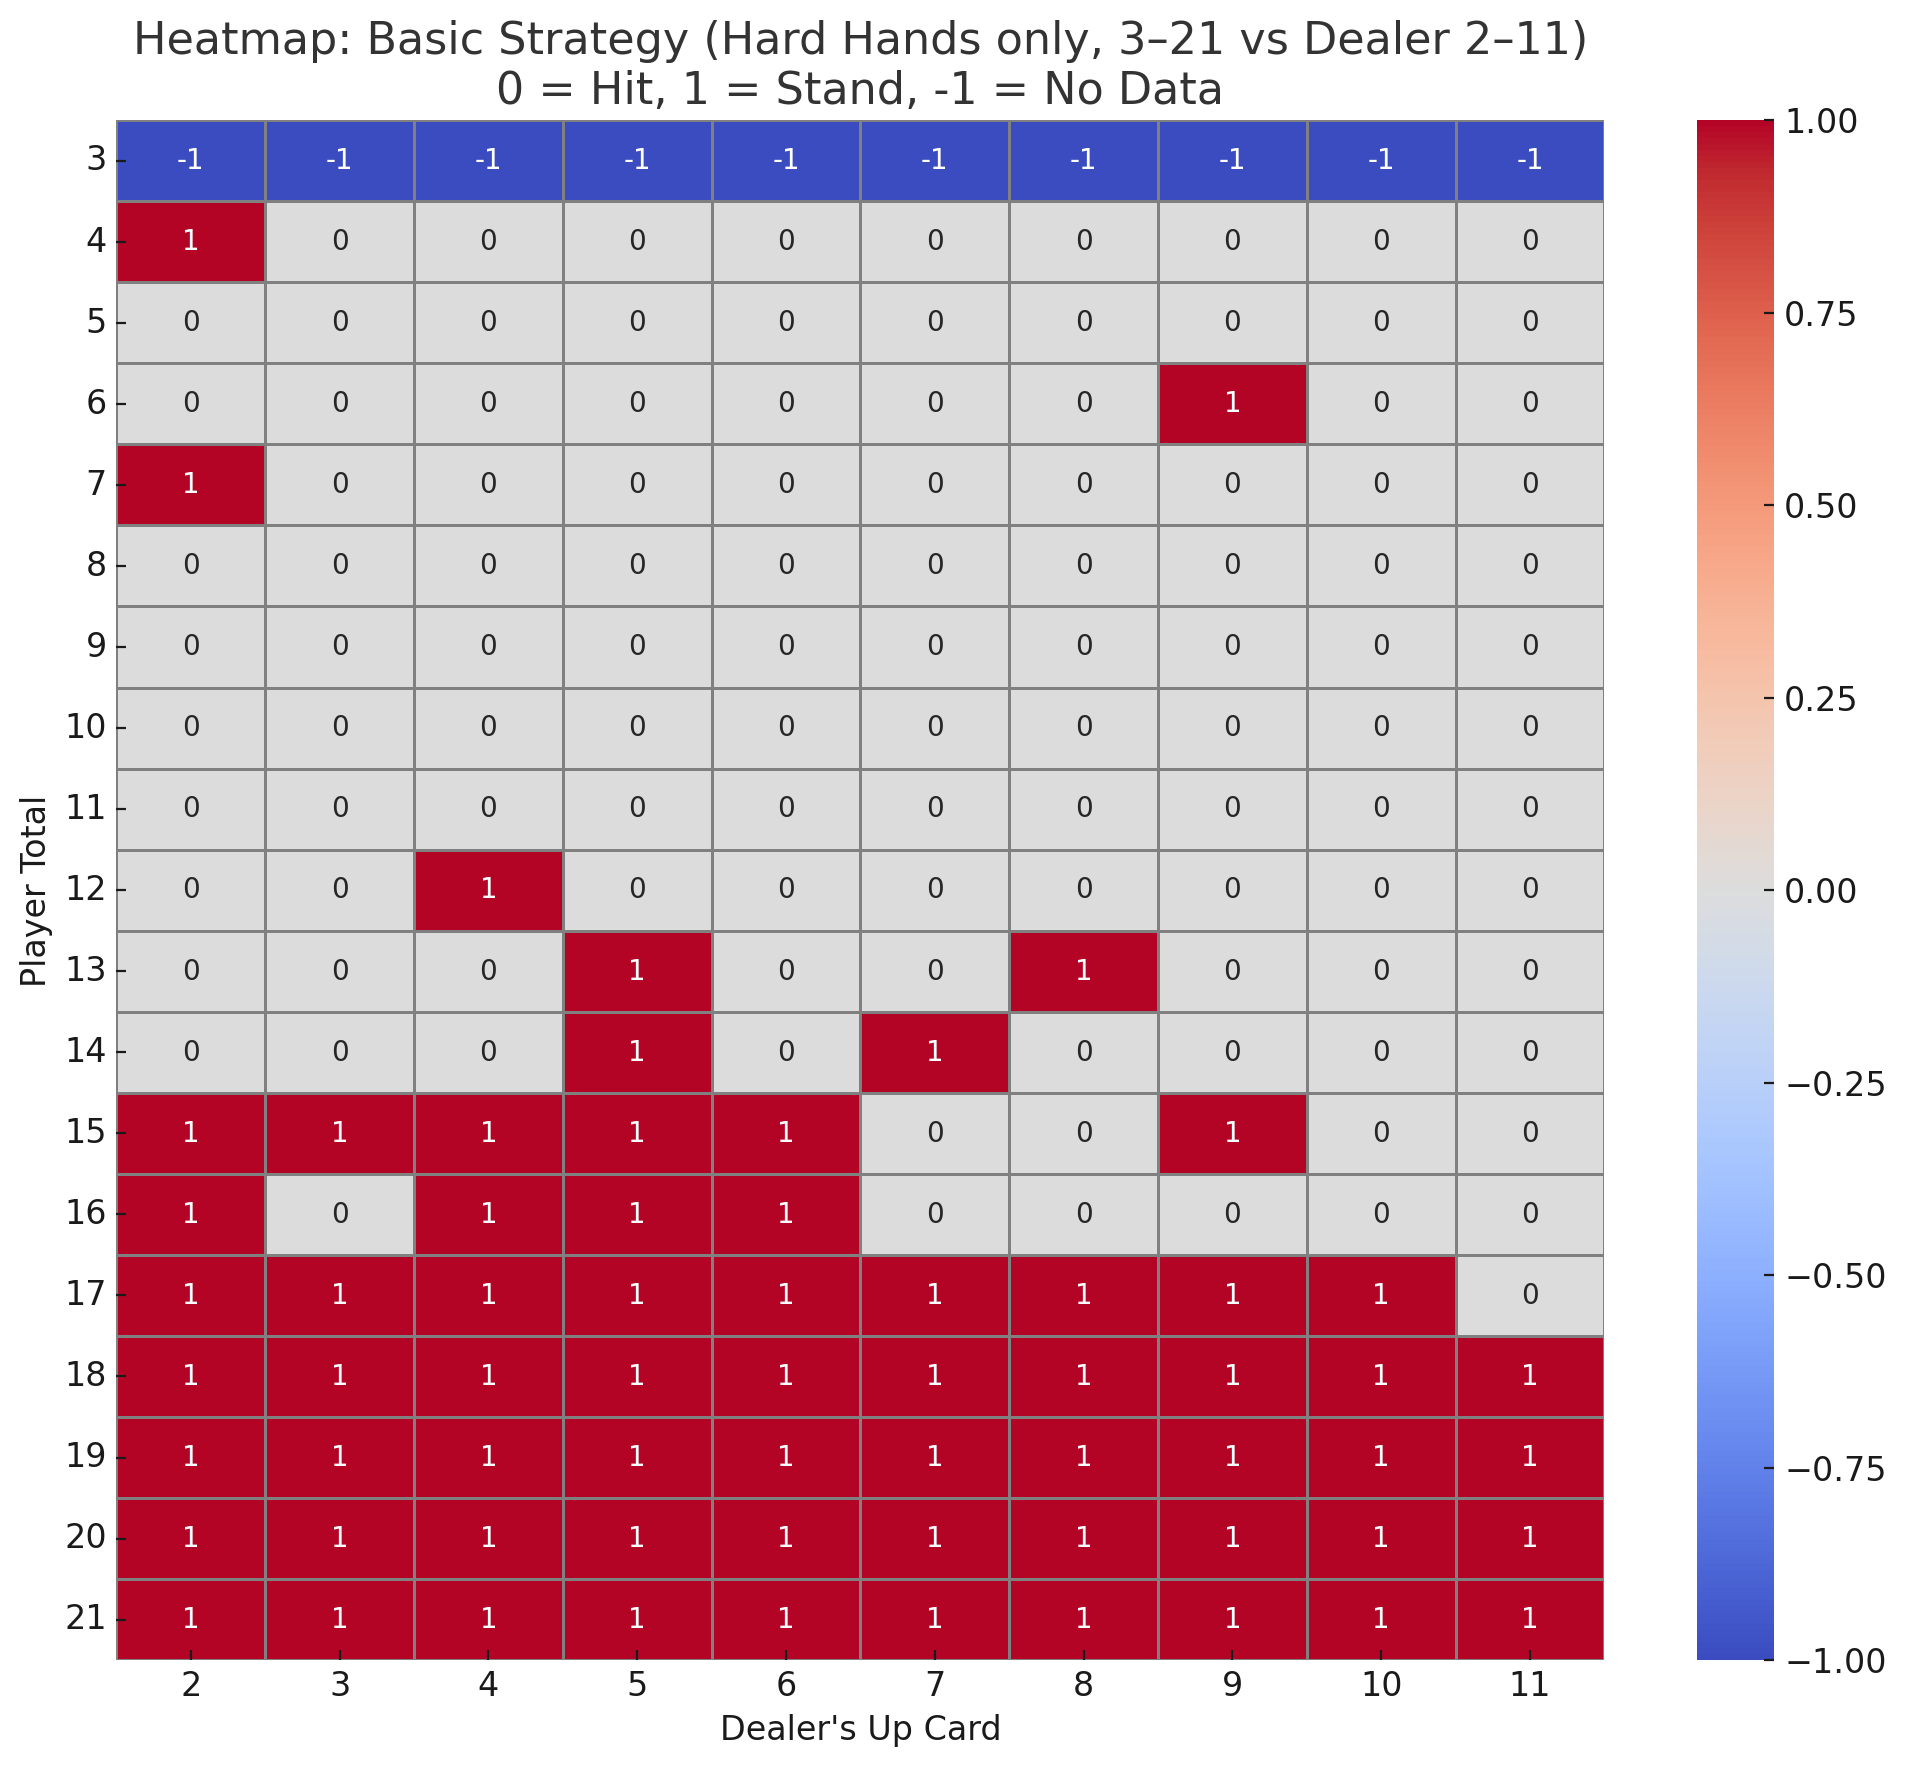 Heatmap: Basic Strategy (Hard Hands only, 3–21 vs Dealer 2–11)
0 = Hit, 1 = Stand, -1 = No Data
Player Total
3 -1 -1 -1 -1 -1 -1 -1 -1 -1 -1
4 1 0 0 0 0 0 0 0 0 0
5 0 0 0 0 0 0 0 0 0 0
6 0 0 0 0 0 0 0 1 0 0
7 1 0 0 0 0 0 0 0 0 0
8 0 0 0 0 0 0 0 0 0 0
9 0 0 0 0 0 0 0 0 0 0
10 0 0 0 0 0 0 0 0 0 0
11 0 0 0 0 0 0 0 0 0 0
12 0 0 1 0 0 0 0 0 0 0
13 0 0 0 1 0 0 1 0 0 0
14 0 0 0 1 0 1 0 0 0 0
15 1 1 1 1 1 0 0 1 0 0
16 1 0 1 1 1 0 0 0 0 0
17 1 1 1 1 1 1 1 1 1 0
18 1 1 1 1 1 1 1 1 1 1
19 1 1 1 1 1 1 1 1 1 1
20 1 1 1 1 1 1 1 1 1 1
21 1 1 1 1 1 1 1 1 1 1
2 3 4 5 6 7 8 9 10 11
Dealer's Up Card
1.00
0.75
0.50
0.25
0.00
−0.25
−0.50
−0.75
−1.00